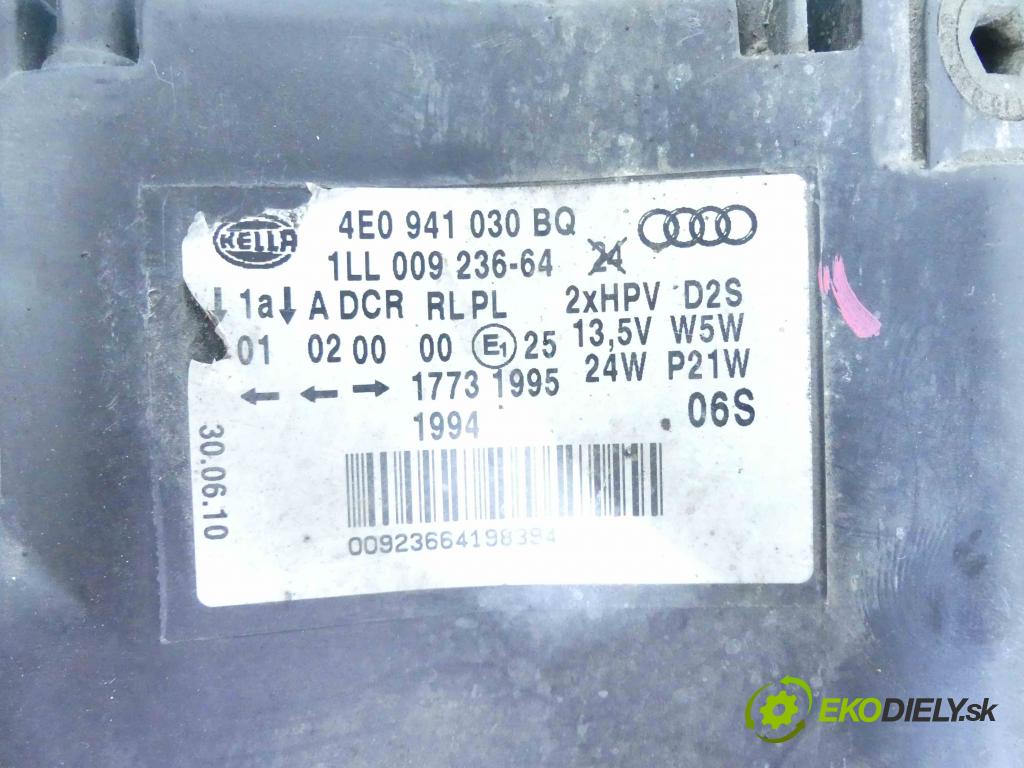 HELLA
4E0 941 030 BQ
1LL 009 236-64 24
1a A DCR RL PL 2xHPV D2S
01 02 00 00 E1 25 13,5V W5W
24W P21W
1773 1995
1994 06S
30.06.10
00923664198394
EKODIELY.sk